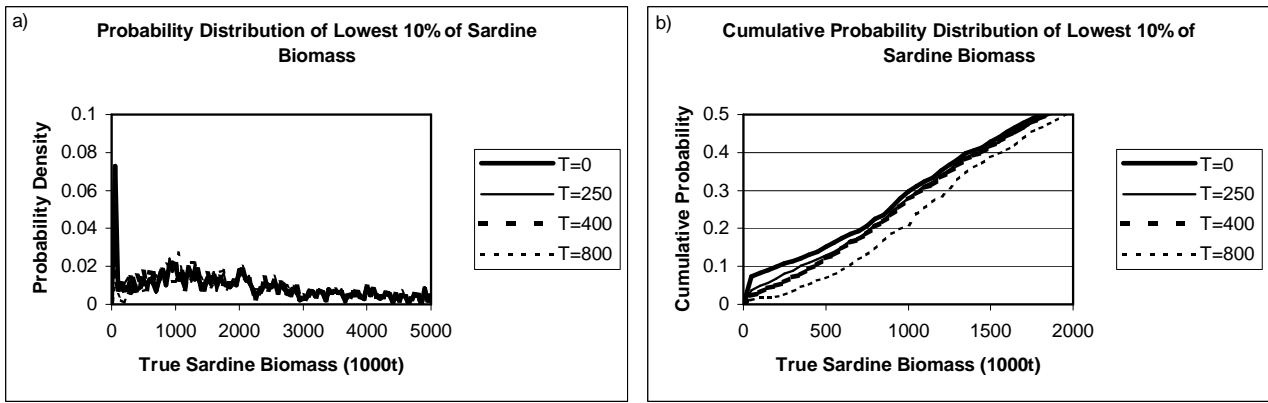 a)
Probability Distribution of Lowest 10% of Sardine
Biomass
0.1
0.08
0.06
0.04
0.02
0
Probability Density
0 1000 2000 3000 4000 5000
True Sardine Biomass (1000t)
T=0
T=250
T=400
T=800
b)
Cumulative Probability Distribution of Lowest 10% of
Sardine Biomass
0.5
0.4
0.3
0.2
0.1
0
Cumulative Probability
0 500 1000 1500 2000
True Sardine Biomass (1000t)
T=0
T=250
T=400
T=800